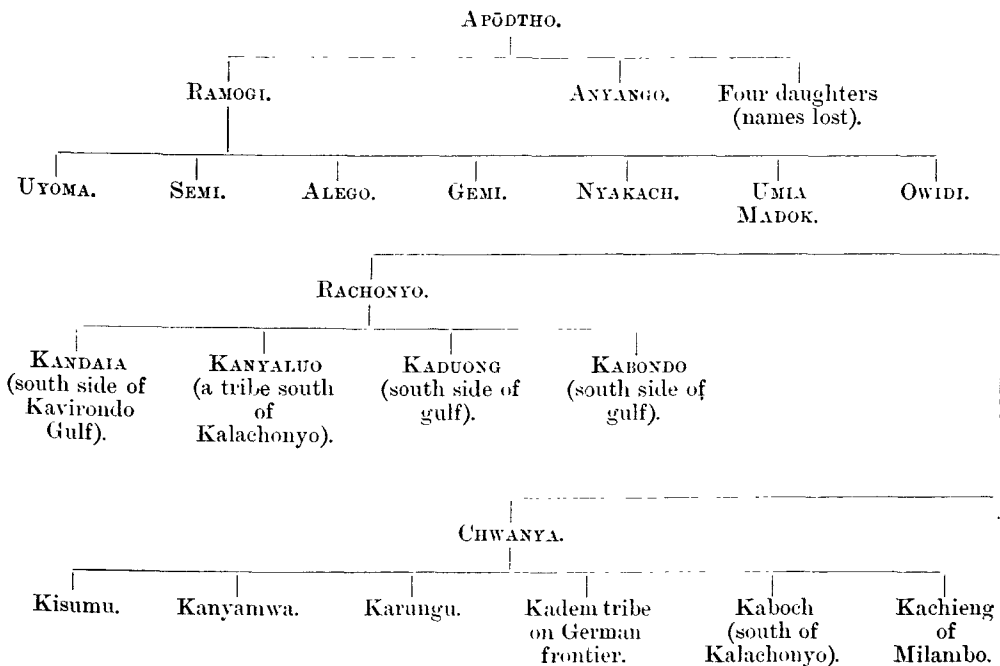 APŌDTHO.
RAMOGI. ANYANGO. Four daughters
(names lost).
UYOMA. SEMI. ALEGO. GEMI. NYAKACH. UMIA OWIDI.
MADOK.
RACHONYO.
KANDAIA KANYALUO KADUONG KABONDO
(south side of (a tribe south (south side of (south side of
Kavirondo of gulf). gulf).
Gulf). Kalachonyo).
CHWANYA.
Kisumu. Kanyamwa. Karungu. Kadem tribe Kaboch Kachieng
on German (south of of
frontier. Kalachonyo). Milambo.